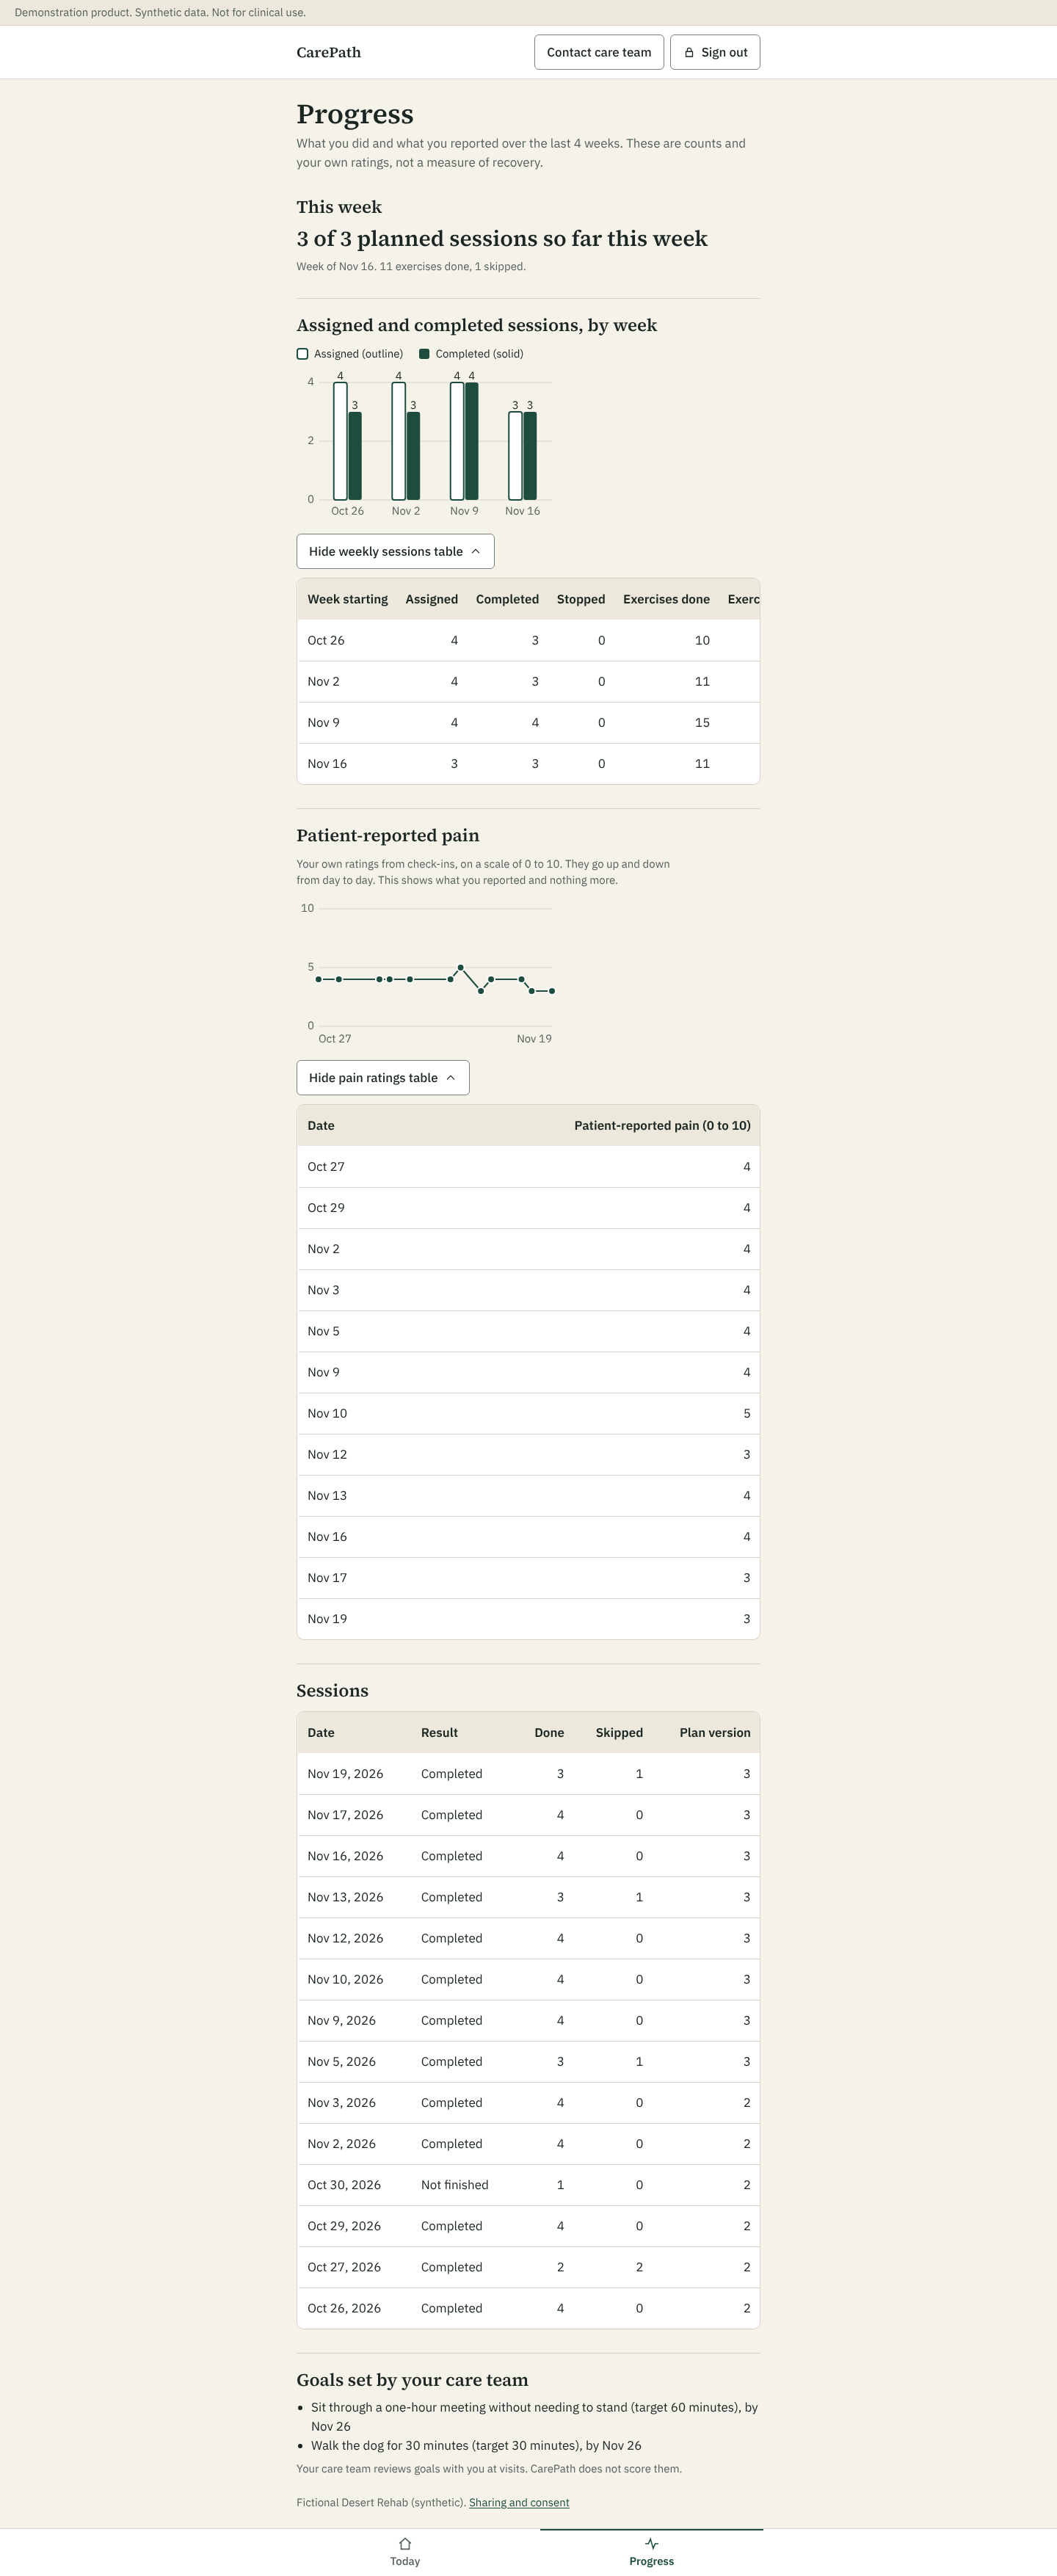 Demonstration product. Synthetic data. Not for clinical use.
CarePath
Contact care team
Sign out
Progress
What you did and what you reported over the last 4 weeks. These are counts and
your own ratings, not a measure of recovery.
This week
3 of 3 planned sessions so far this week
Week of Nov 16. 11 exercises done, 1 skipped.
Assigned and completed sessions, by week
Assigned (outline) Completed (solid)
4 4 4 4
4
3 3 3 3
2
0
Oct 26 Nov 2 Nov 9 Nov 16
Hide weekly sessions table
Week starting Assigned Completed Stopped Exercises done Exerc
Oct 26 4 3 0 10
Nov 2 4 3 0 11
Nov 9 4 4 0 15
Nov 16 3 3 0 11
Patient-reported pain
Your own ratings from check-ins, on a scale of 0 to 10. They go up and down
from day to day. This shows what you reported and nothing more.
10
5
0
Oct 27 Nov 19
Hide pain ratings table
Date Patient-reported pain (0 to 10)
Oct 27 4
Oct 29 4
Nov 2 4
Nov 3 4
Nov 5 4
Nov 9 4
Nov 10 5
Nov 12 3
Nov 13 4
Nov 16 4
Nov 17 3
Nov 19 3
Sessions
Date Result Done Skipped Plan version
Nov 19, 2026 Completed 3 1 3
Nov 17, 2026 Completed 4 0 3
Nov 16, 2026 Completed 4 0 3
Nov 13, 2026 Completed 3 1 3
Nov 12, 2026 Completed 4 0 3
Nov 10, 2026 Completed 4 0 3
Nov 9, 2026 Completed 4 0 3
Nov 5, 2026 Completed 3 1 3
Nov 3, 2026 Completed 4 0 2
Nov 2, 2026 Completed 4 0 2
Oct 30, 2026 Not finished 1 0 2
Oct 29, 2026 Completed 4 0 2
Oct 27, 2026 Completed 2 2 2
Oct 26, 2026 Completed 4 0 2
Goals set by your care team
• Sit through a one-hour meeting without needing to stand (target 60 minutes), by
Nov 26
• Walk the dog for 30 minutes (target 30 minutes), by Nov 26
Your care team reviews goals with you at visits. CarePath does not score them.
Fictional Desert Rehab (synthetic). Sharing and consent
Today Progress